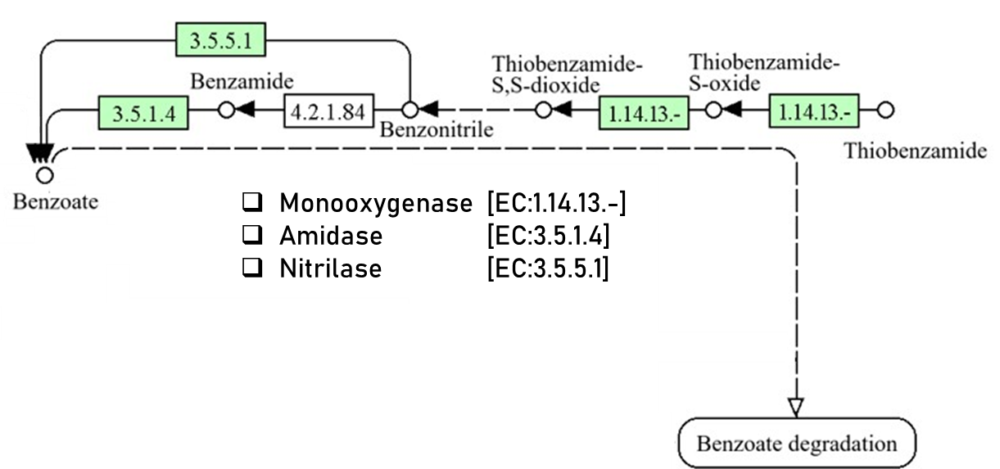 3.5.5.1
Thiobenzamide-
S,S-dioxide
Thiobenzamide-
S-oxide
Benzamide
3.5.1.4
4.2.1.84
1.14.13.-
1.14.13.-
Benzonitrile
Thiobenzamide
Benzoate
❑ Monooxygenase [EC:1.14.13.-]
❑ Amidase [EC:3.5.1.4]
❑ Nitrilase [EC:3.5.5.1]
Benzoate degradation